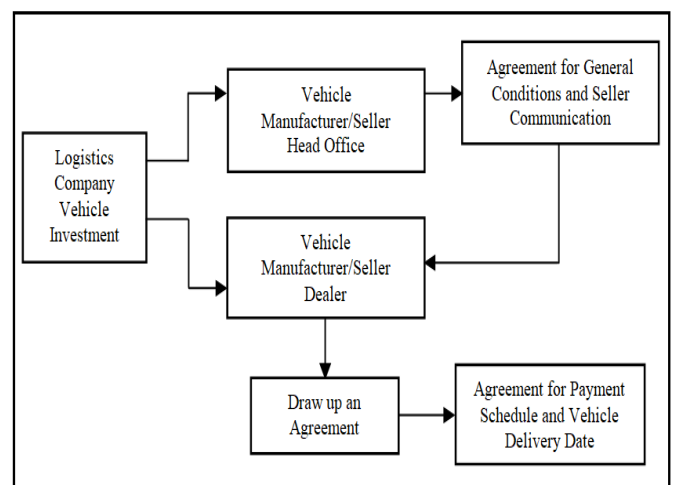 Logistics
Company
Vehicle
Investment
Vehicle
Manufacturer/Seller
Head Office
Agreement for General
Conditions and Seller
Communication
Vehicle
Manufacturer/Seller
Dealer
Draw up an
Agreement
Agreement for Payment
Schedule and Vehicle
Delivery Date